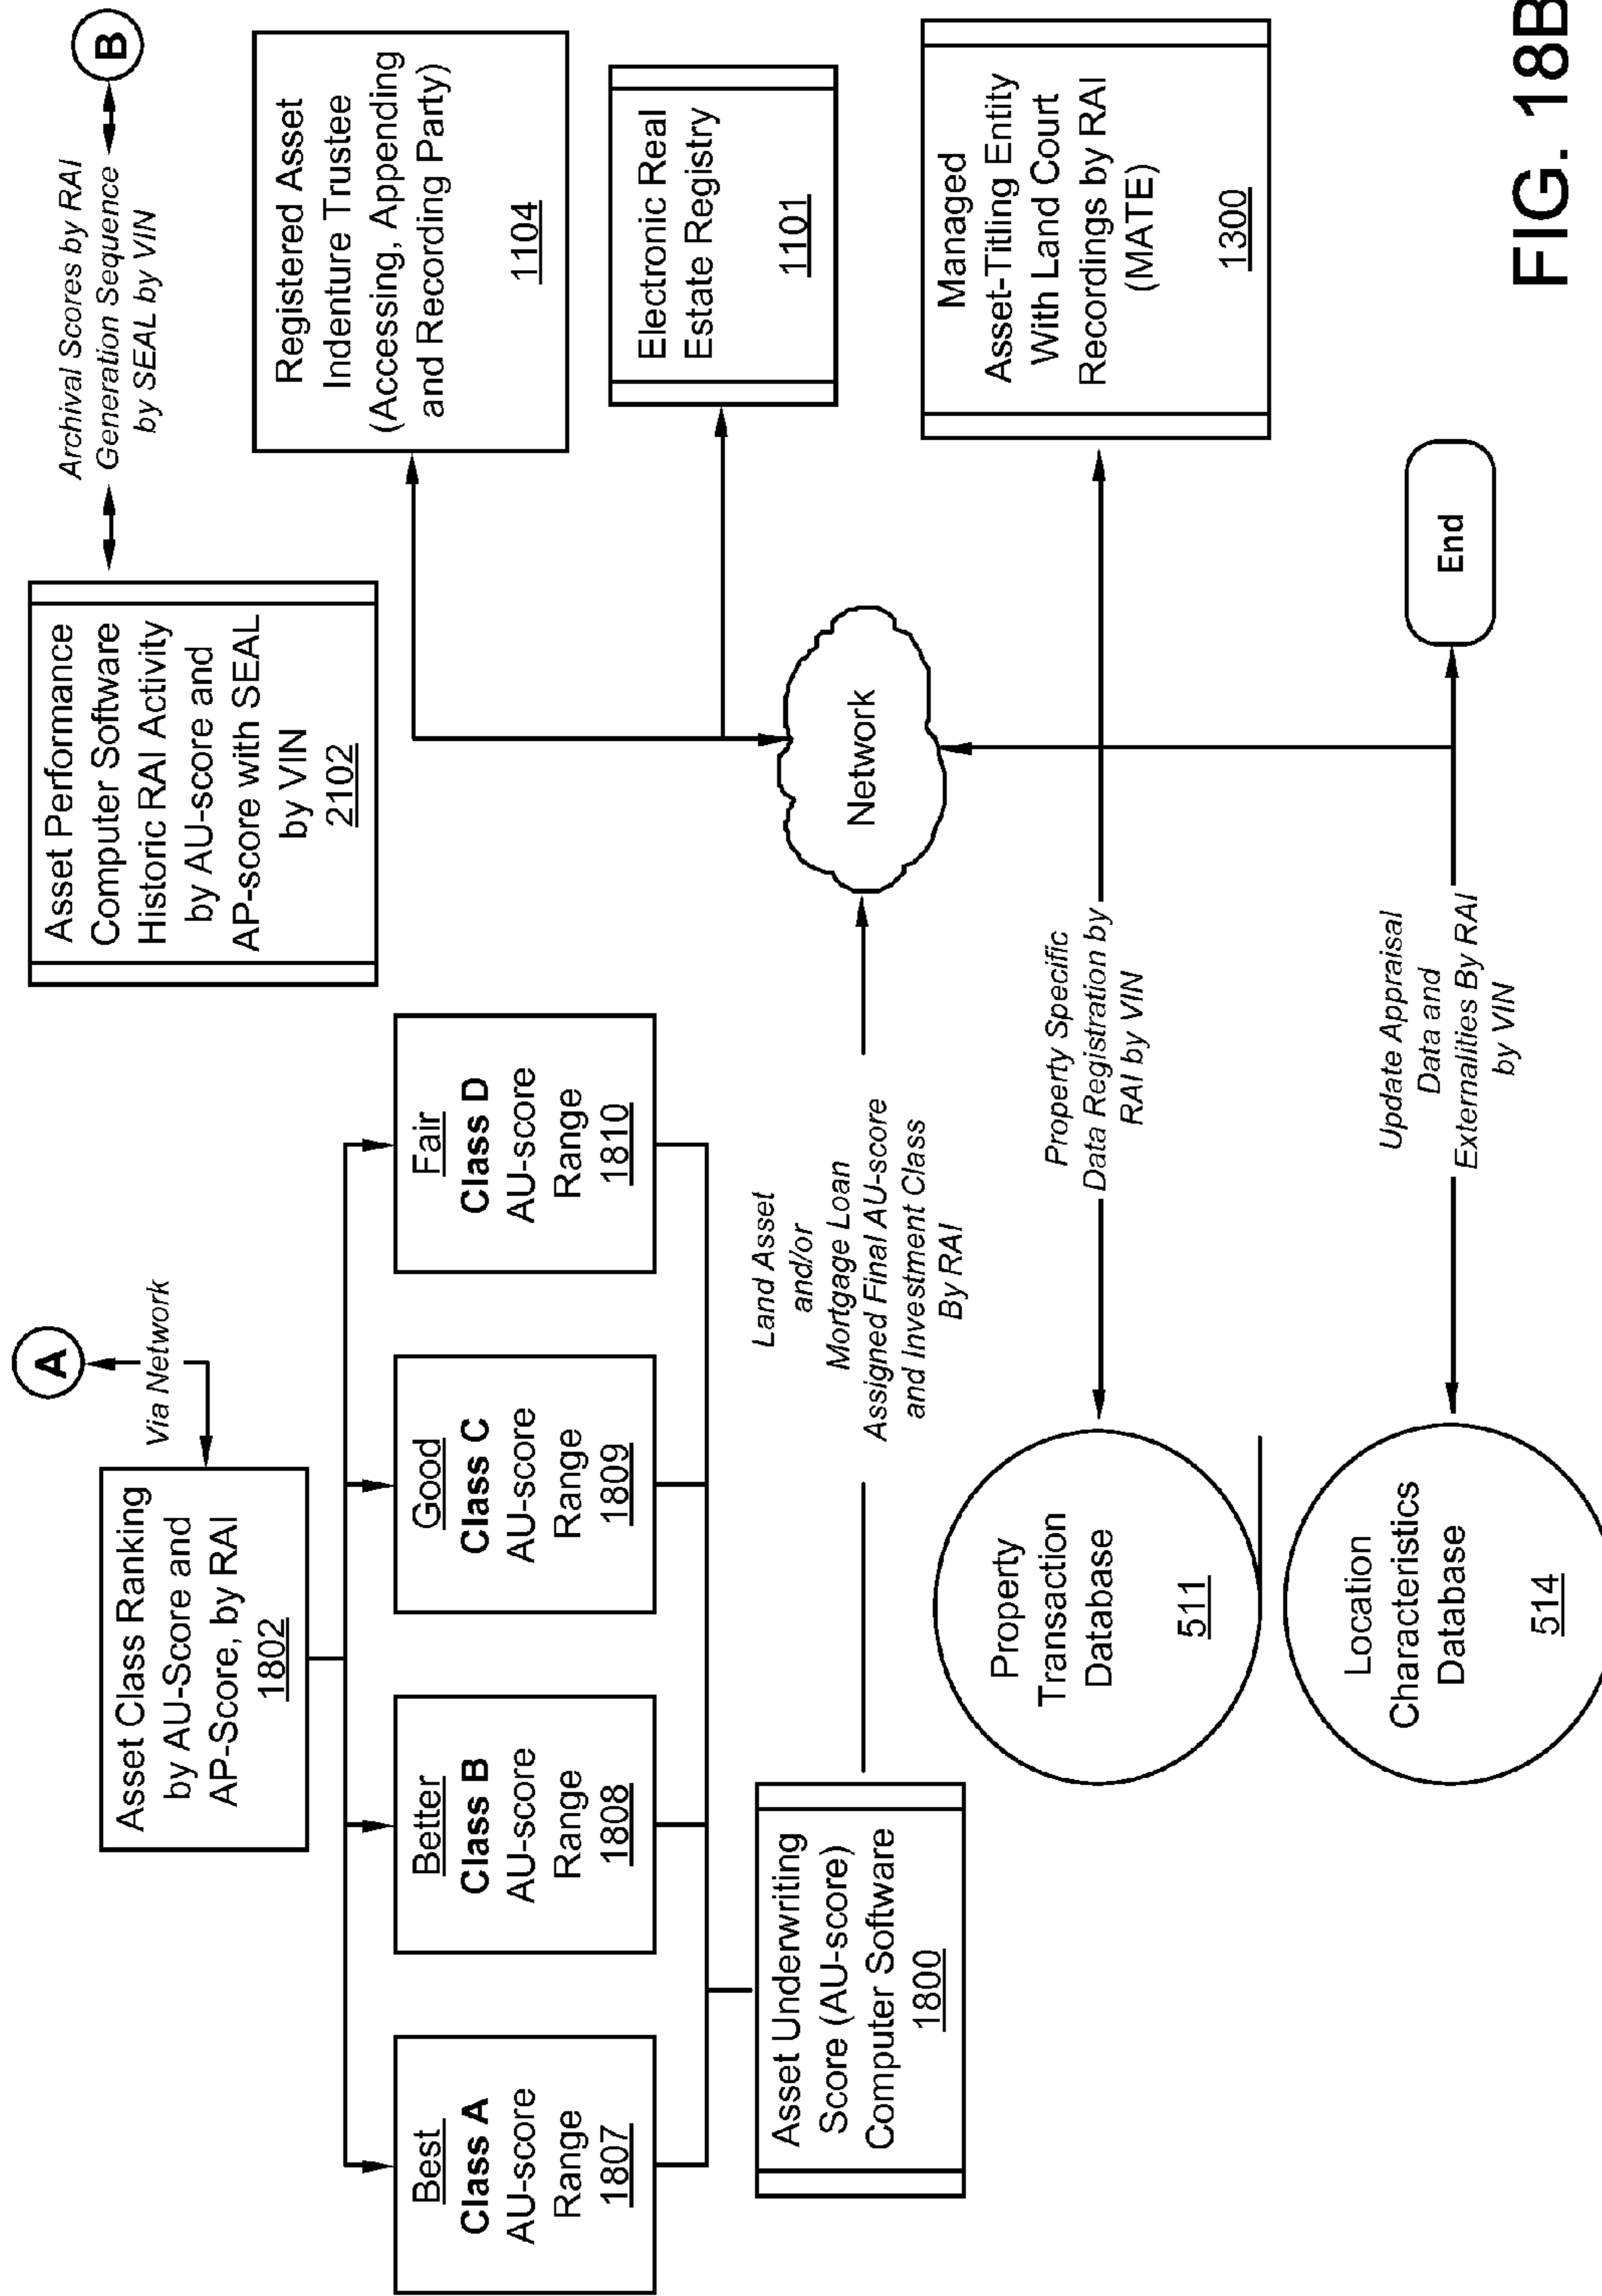 A
Via Network
Asset Class Ranking
by AU-Score and
AP-Score, by RAI
1802
Best
Class A
AU-score
Range
1807
Better
Class B
AU-score
Range
1808
Good
Class C
AU-score
Range
1809
Fair
Class D
AU-score
Range
1810
Asset Performance
Computer Software
Historic RAI Activity
by AU-score and
AP-score with SEAL
by VIN
2102
Archival Scores by RAI
Generation Sequence
by SEAL by VIN
B
Registered Asset
Indenture Trustee
(Accessing, Appending
and Recording Party)
1104
Electronic Real
Estate Registry
1101
Asset Underwriting
Score (AU-score)
Computer Software
1800
Land Asset
and/or
Mortgage Loan
Assigned Final AU-score
and Investment Class
By RAI
Network
Managed
Asset-Titling Entity
With Land Court
Recordings by RAI
(MATE)
1300
Property
Transaction
Database
511
Property Specific
Data Registration by
RAI by VIN
Location
Characteristics
Database
514
Update Appraisal
Data and
Externalities By RAI
by VIN
End
FIG. 18B